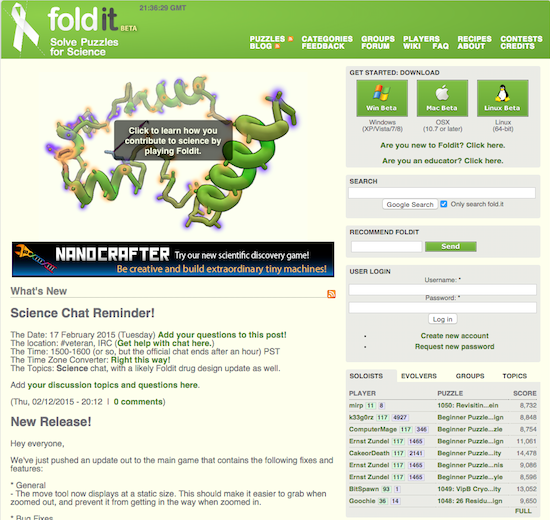 21:36:29 GMT
foldit BETA
Solve Puzzles
for Science
PUZZLES CATEGORIES GROUPS PLAYERS RECIPES CONTESTS
BLOG FEEDBACK FORUM WIKI FAQ ABOUT CREDITS
Click to learn how you
contribute to science by
playing Foldit.
NANOCRAFTER Try our new scientific discovery game!
Be creative and build extraordinary tiny machines!
What's New
Science Chat Reminder!
The Date: 17 February 2015 (Tuesday) Add your questions to this post!
The location: #veteran, IRC (Get help with chat here.)
The Time: 1500-1600 (or so, but the official chat ends after an hour) PST
The Time Zone Converter: Right this way!
The Topics: Science chat, with a likely Foldit drug design update as well.
Add your discussion topics and questions here.
(Thu, 02/12/2015 - 20:12 | 0 comments)
New Release!
Hey everyone,
We've just pushed an update out to the main game that contains the following fixes and
features:
* General
- The move tool now displays at a static size. This should make it easier to grab when
zoomed out, and prevent it from getting in the way when zoomed in.
* Bug Fixes
GET STARTED: DOWNLOAD
Win Beta Mac Beta Linux Beta
Windows OSX Linux
(XP/Vista/7/8) (10.7 or later) (64-bit)
Are you new to Foldit? Click here.
Are you an educator? Click here.
SEARCH
Google Search Only search fold.it
RECOMMEND FOLDIT
Send
USER LOGIN
Username: *
Password: *
Log in
Create new account
Request new password
SOLOISTS EVOLVERS GROUPS TOPICS
PLAYER PUZZLE SCORE
mirp 11 8 1050: Revisitin...ein 8,732
k33g0rz 117 4927 Beginner Puzzle...ign 8,848
ComputerMage 117 346 Beginner Puzzle...zle 8,754
Ernst Zundel 117 1465 Beginner Puzzle...ign 11,061
CakeorDeath 117 2141 Beginner Puzzle...ity 14,478
Ernst Zundel 117 1465 Beginner Puzzle...nis 9,086
Ernst Zundel 117 1465 Beginner Puzzle...ign 8,596
BitSpawn 93 1 1049: VipB Cryo...ity 13,052
Goochie 36 14 1048: 26 Residu...ign 9,650
FULL